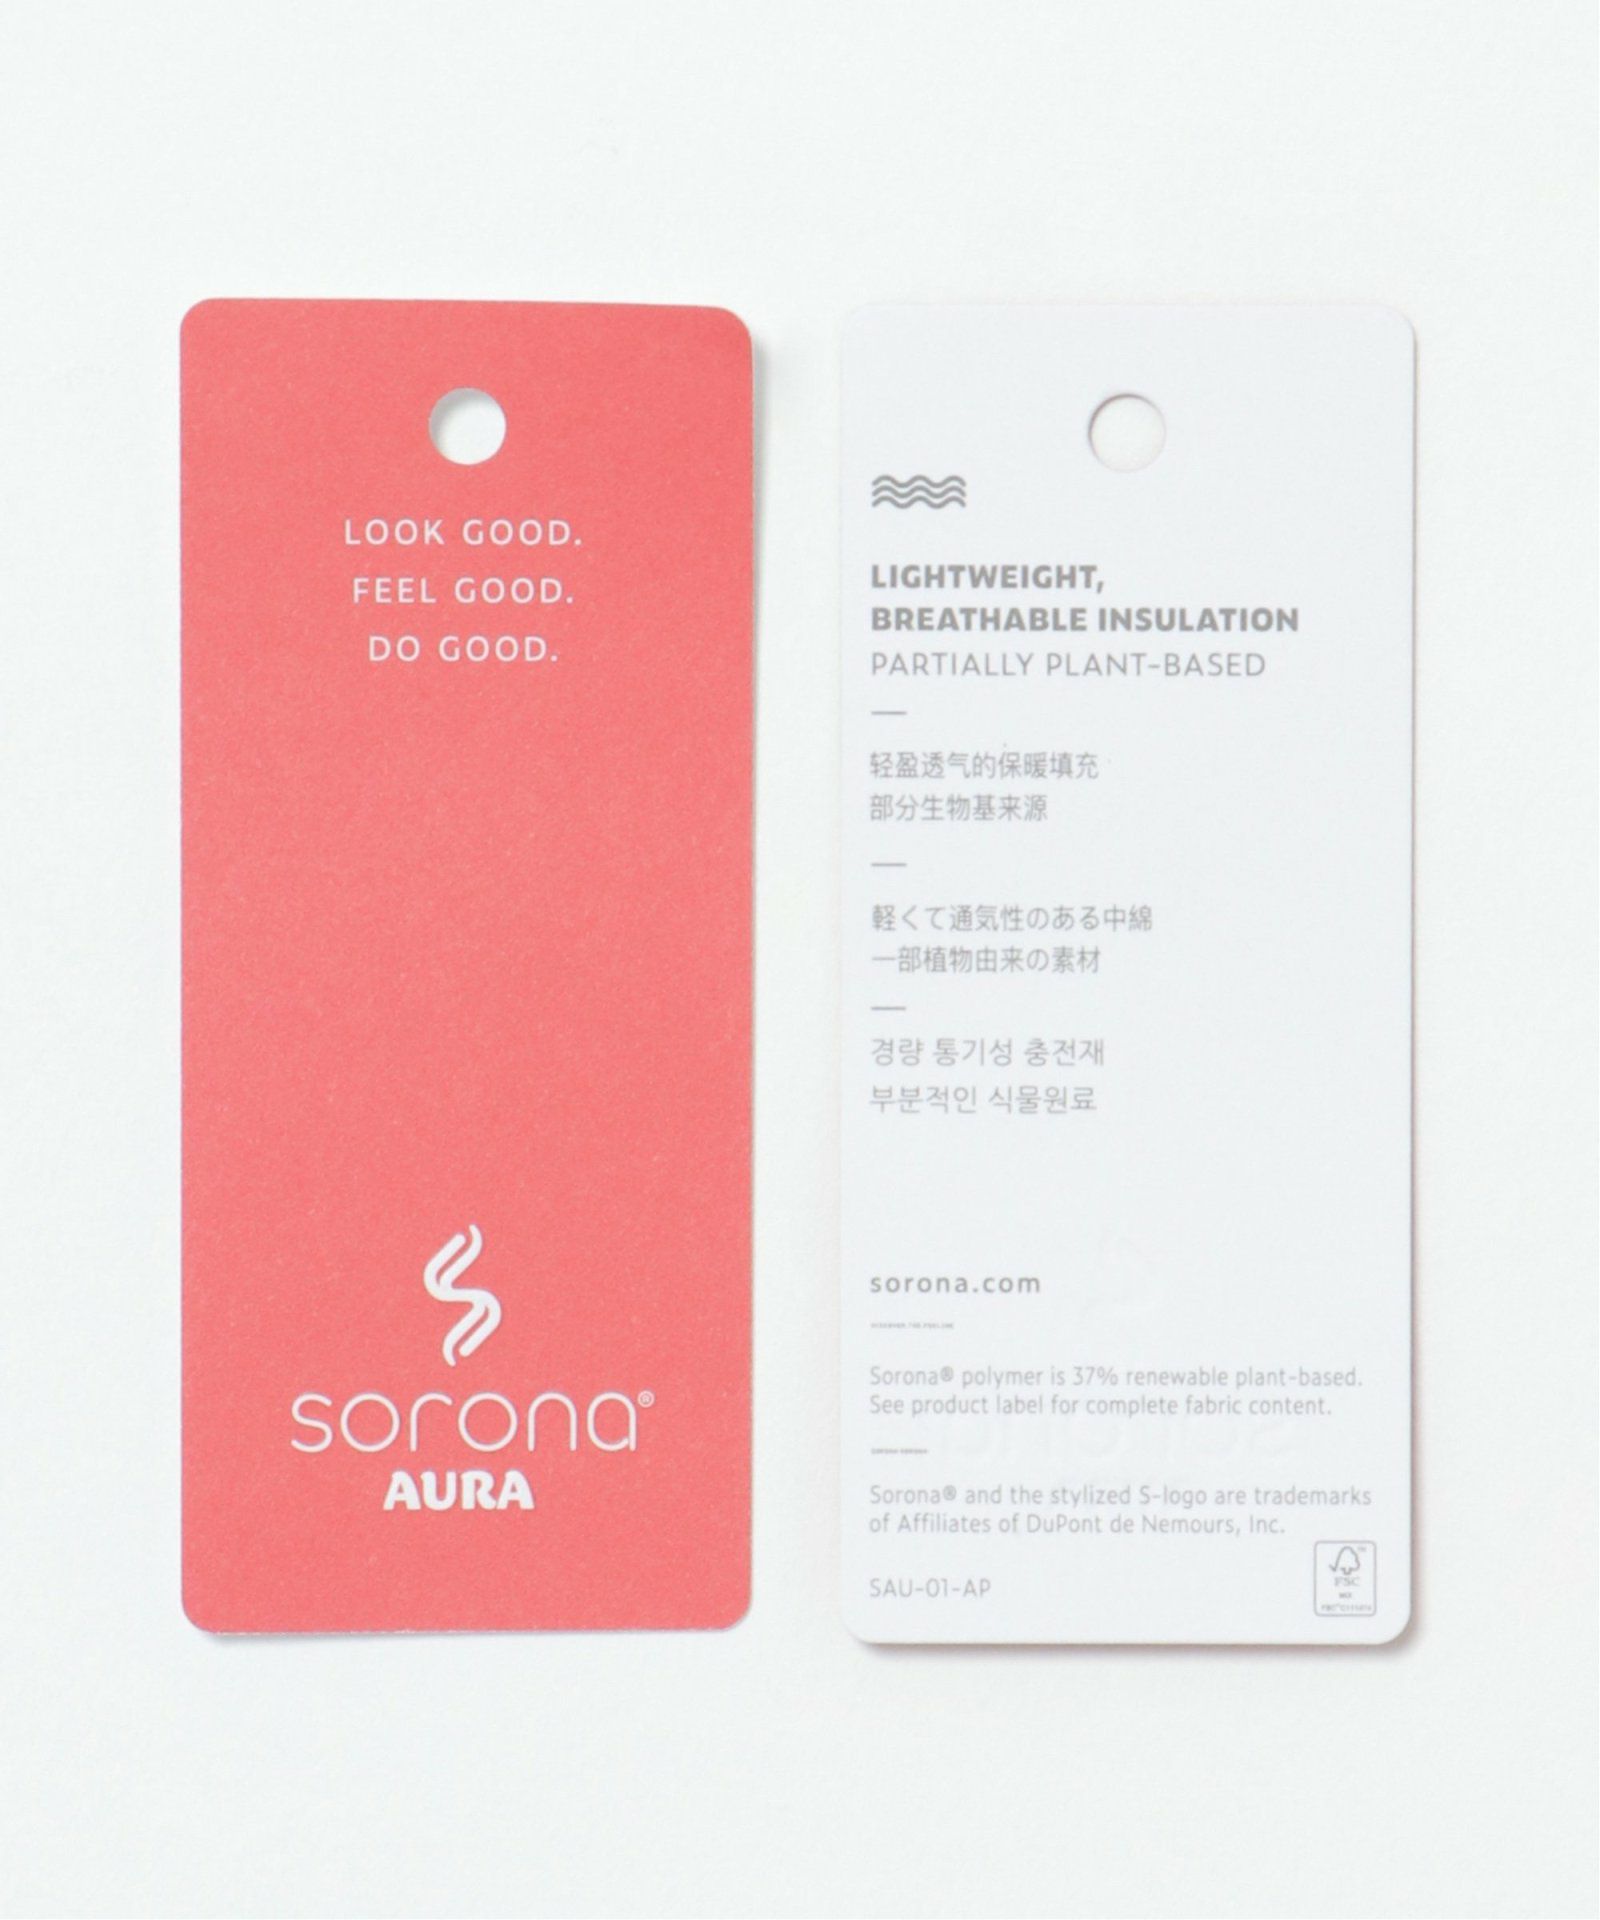 LOOK GOOD.
FEEL GOOD.
DO GOOD.
sorona®
AURA
LIGHTWEIGHT,
BREATHABLE INSULATION
PARTIALLY PLANT-BASED
轻盈透气的保暖填充
部分生物基来源
軽くて通気性のある中綿
一部植物由来の素材
경량 통기성 충전재
부분적인 식물원료
sorona.com
Sorona® polymer is 37% renewable plant-based.
See product label for complete fabric content.
Sorona® and the stylized S-logo are trademarks
of Affiliates of DuPont de Nemours, Inc.
SAU-01-AP
FSC